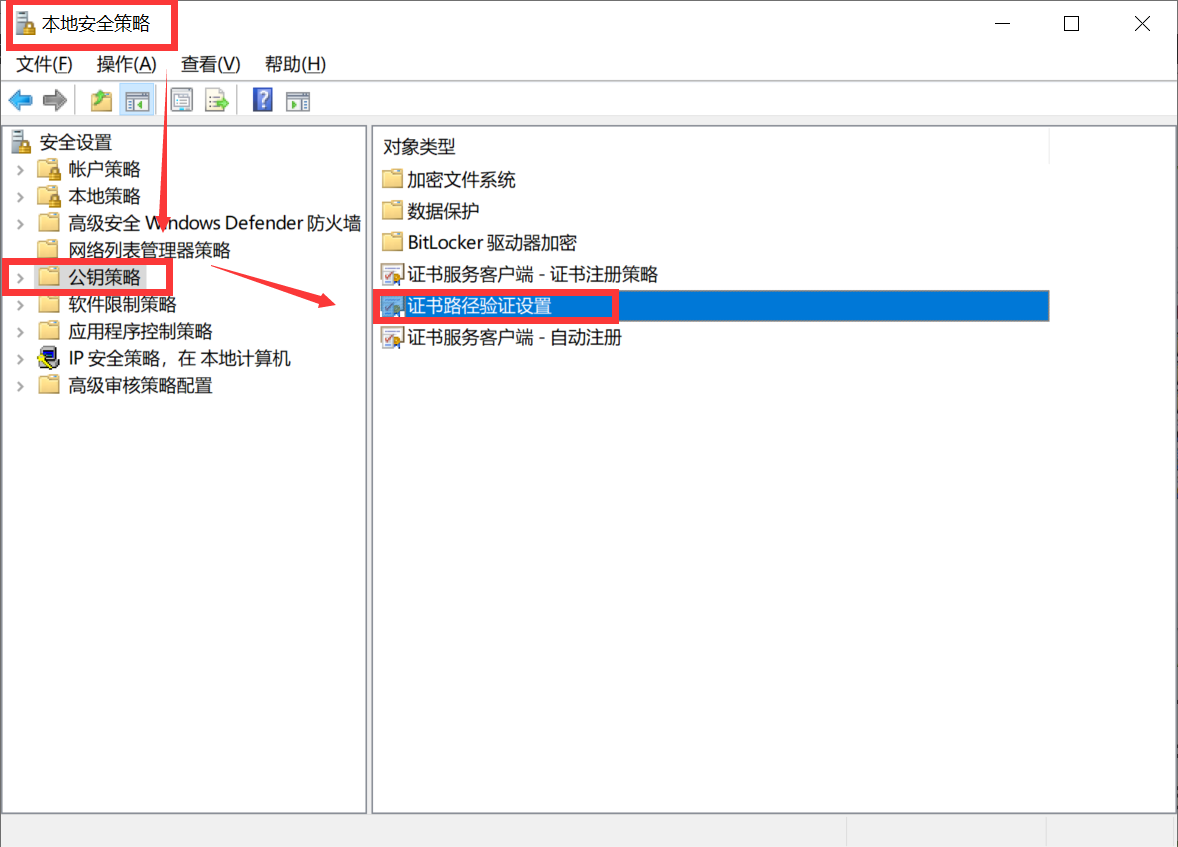 本地安全策略
文件(F) 操作(A) 查看(V) 帮助(H)
安全设置
帐户策略
本地策略
高级安全 Windows Defender 防火墙
网络列表管理器策略
公钥策略
软件限制策略
应用程序控制策略
IP 安全策略，在 本地计算机
高级审核策略配置
对象类型
加密文件系统
数据保护
BitLocker 驱动器加密
证书服务客户端 - 证书注册策略
证书路径验证设置
证书服务客户端 - 自动注册